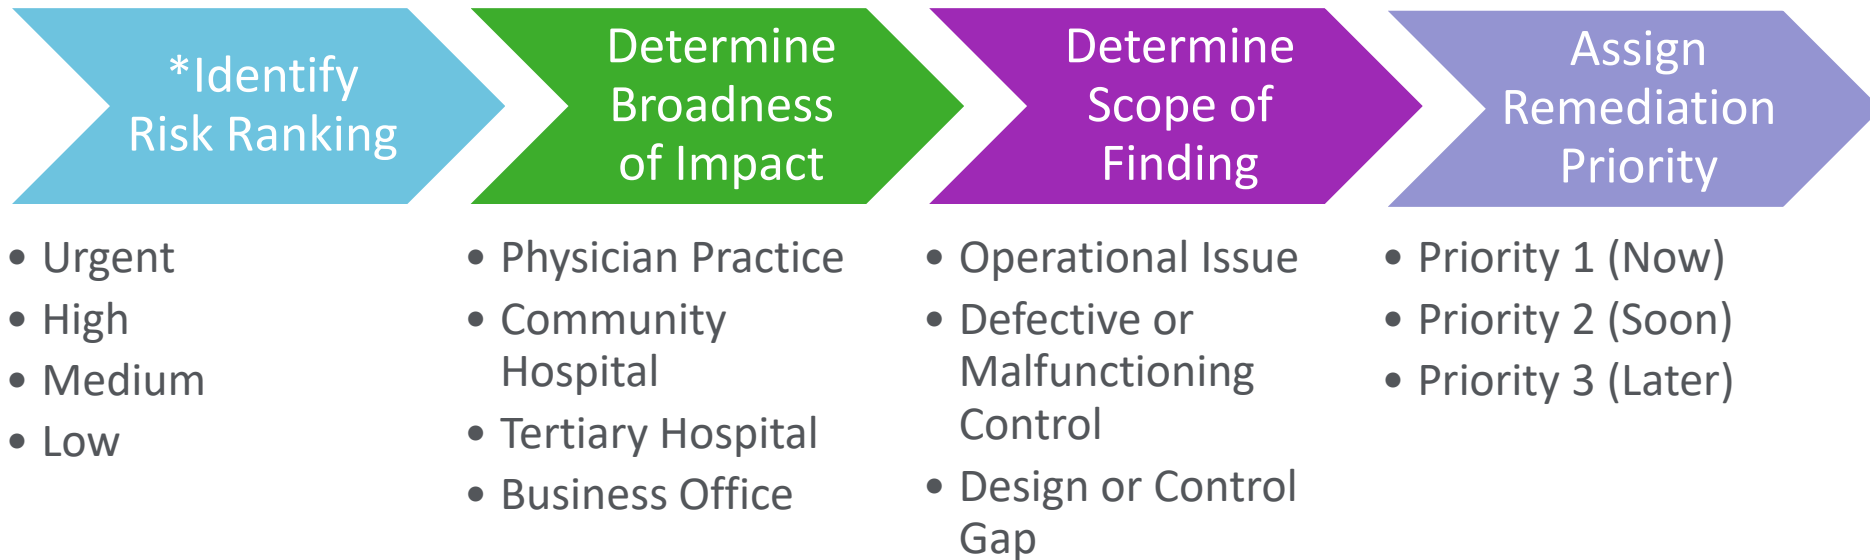 *Identify
Risk Ranking
• Urgent
• High
• Medium
• Low
Determine
Broadness
of Impact
• Physician Practice
• Community
Hospital
• Tertiary Hospital
• Business Office
Determine
Scope of
Finding
• Operational Issue
• Defective or
Malfunctioning
Control
• Design or Control
Gap
Assign
Remediation
Priority
• Priority 1 (Now)
• Priority 2 (Soon)
• Priority 3 (Later)